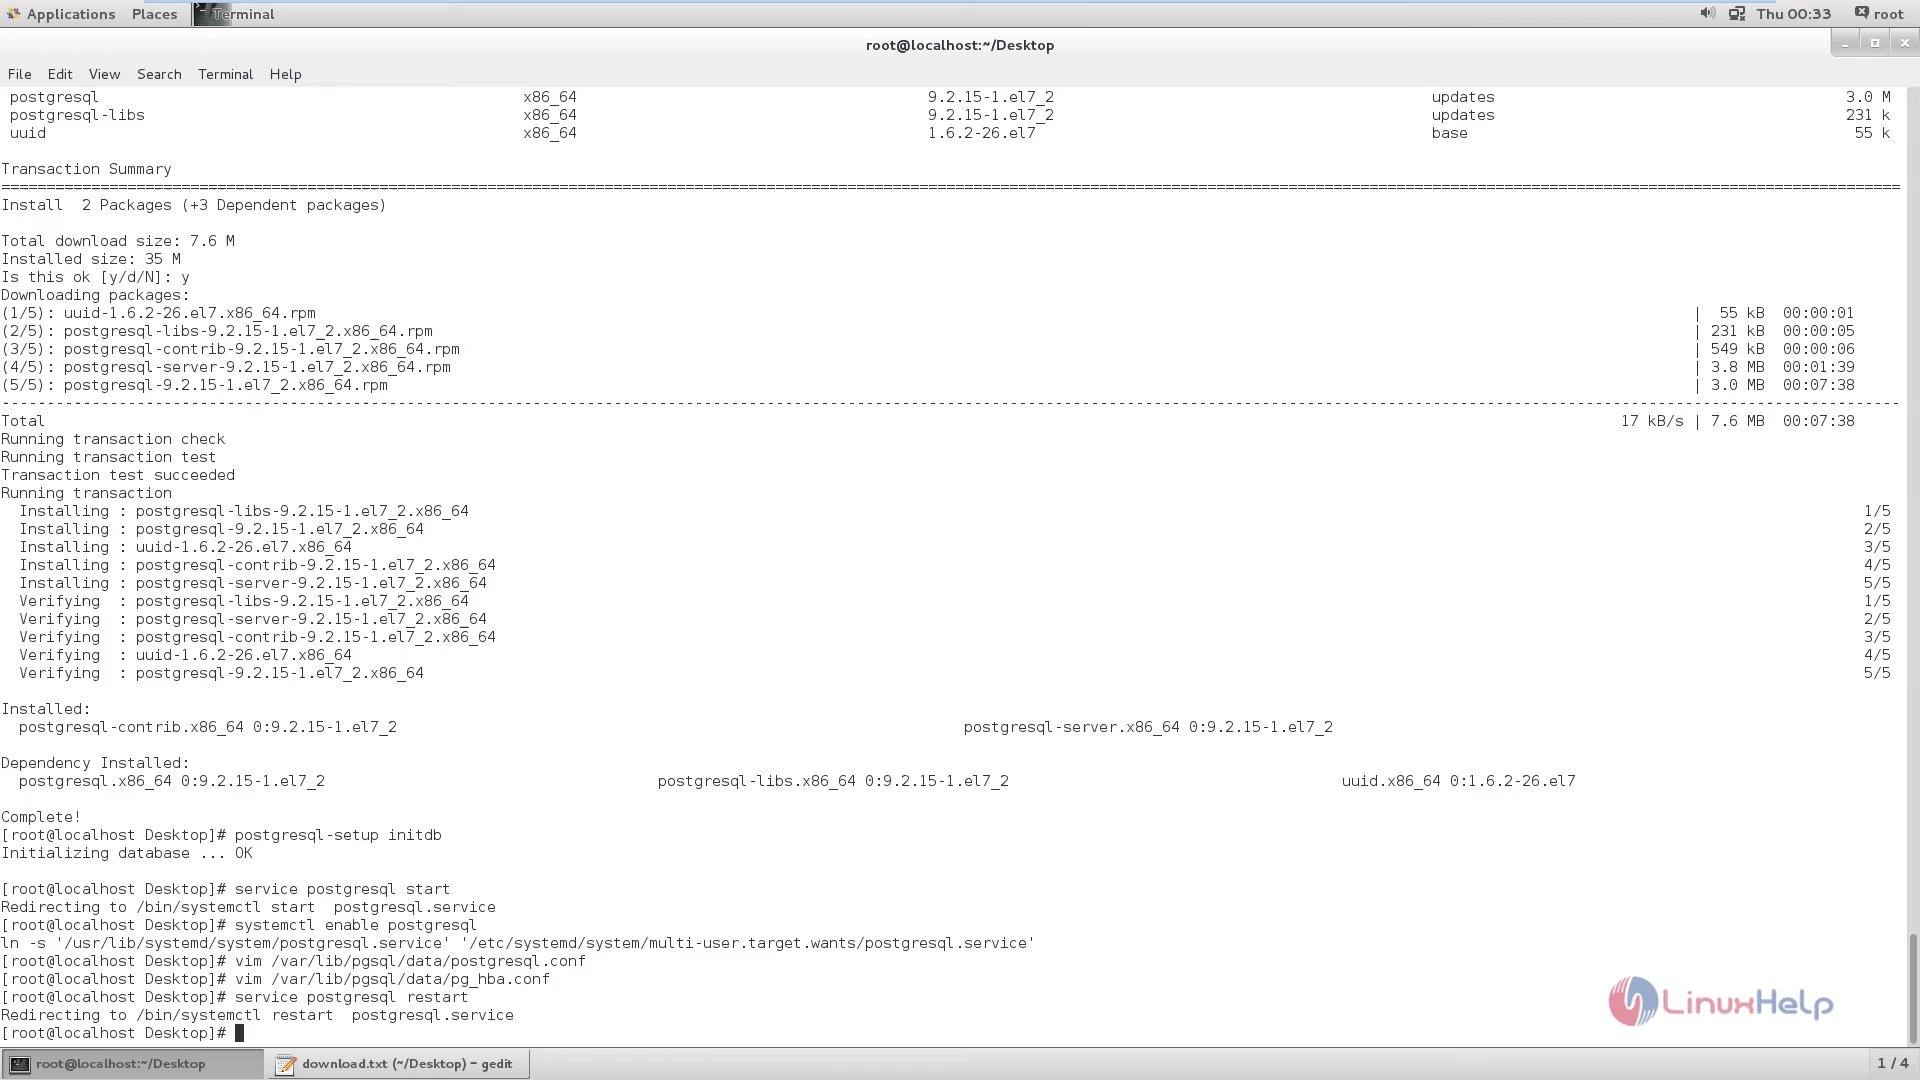 Applications Places Terminal Thu 00:33 root
root@localhost:~/Desktop
File Edit View Search Terminal Help
postgresql x86_64 9.2.15-1.el7_2 updates 3.0 M
postgresql-libs x86_64 9.2.15-1.el7_2 updates 231 k
uuid x86_64 1.6.2-26.el7 base 55 k
Transaction Summary
================================================================================
Install  2 Packages (+3 Dependent packages)
Total download size: 7.6 M
Installed size: 35 M
Is this ok [y/d/N]: y
Downloading packages:
(1/5): uuid-1.6.2-26.el7.x86_64.rpm | 55 kB 00:00:01
(2/5): postgresql-libs-9.2.15-1.el7_2.x86_64.rpm | 231 kB 00:00:05
(3/5): postgresql-contrib-9.2.15-1.el7_2.x86_64.rpm | 549 kB 00:00:06
(4/5): postgresql-server-9.2.15-1.el7_2.x86_64.rpm | 3.8 MB 00:01:39
(5/5): postgresql-9.2.15-1.el7_2.x86_64.rpm | 3.0 MB 00:07:38
--------------------------------------------------------------------------------
Total 17 kB/s | 7.6 MB 00:07:38
Running transaction check
Running transaction test
Transaction test succeeded
Running transaction
Installing : postgresql-libs-9.2.15-1.el7_2.x86_64 1/5
Installing : postgresql-9.2.15-1.el7_2.x86_64 2/5
Installing : uuid-1.6.2-26.el7.x86_64 3/5
Installing : postgresql-contrib-9.2.15-1.el7_2.x86_64 4/5
Installing : postgresql-server-9.2.15-1.el7_2.x86_64 5/5
Verifying  : postgresql-libs-9.2.15-1.el7_2.x86_64 1/5
Verifying  : postgresql-server-9.2.15-1.el7_2.x86_64 2/5
Verifying  : postgresql-contrib-9.2.15-1.el7_2.x86_64 3/5
Verifying  : uuid-1.6.2-26.el7.x86_64 4/5
Verifying  : postgresql-9.2.15-1.el7_2.x86_64 5/5
Installed:
postgresql-contrib.x86_64 0:9.2.15-1.el7_2 postgresql-server.x86_64 0:9.2.15-1.el7_2
Dependency Installed:
postgresql.x86_64 0:9.2.15-1.el7_2 postgresql-libs.x86_64 0:9.2.15-1.el7_2 uuid.x86_64 0:1.6.2-26.el7
Complete!
[root@localhost Desktop]# postgresql-setup initdb
Initializing database ... OK
[root@localhost Desktop]# service postgresql start
Redirecting to /bin/systemctl start  postgresql.service
[root@localhost Desktop]# systemctl enable postgresql
ln -s '/usr/lib/systemd/system/postgresql.service' '/etc/systemd/system/multi-user.target.wants/postgresql.service'
[root@localhost Desktop]# vim /var/lib/pgsql/data/postgresql.conf
[root@localhost Desktop]# vim /var/lib/pgsql/data/pg_hba.conf
[root@localhost Desktop]# service postgresql restart
Redirecting to /bin/systemctl restart  postgresql.service
[root@localhost Desktop]#
LinuxHelp
root@localhost:~/Desktop download.txt (~/Desktop) - gedit 1 / 4